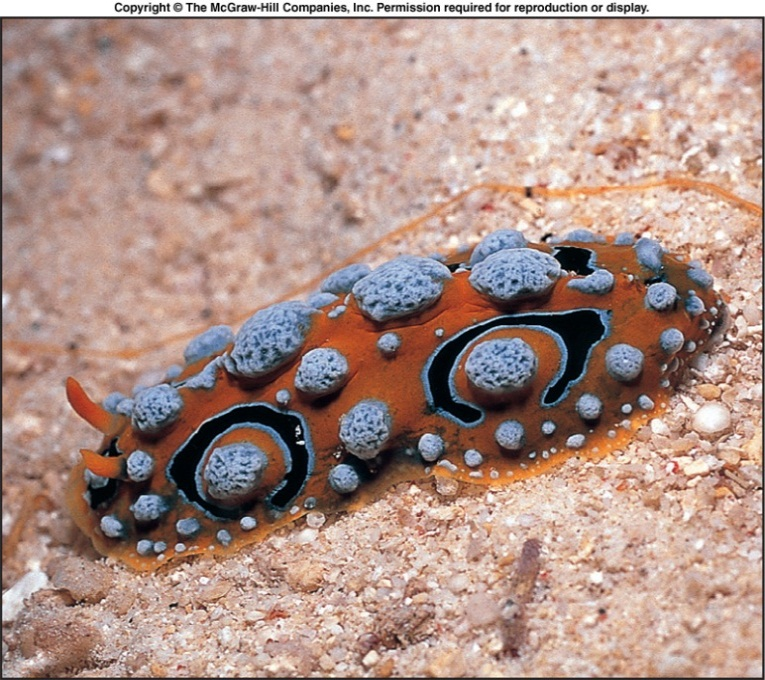 Copyright © The McGraw-Hill Companies, Inc. Permission required for reproduction or display.